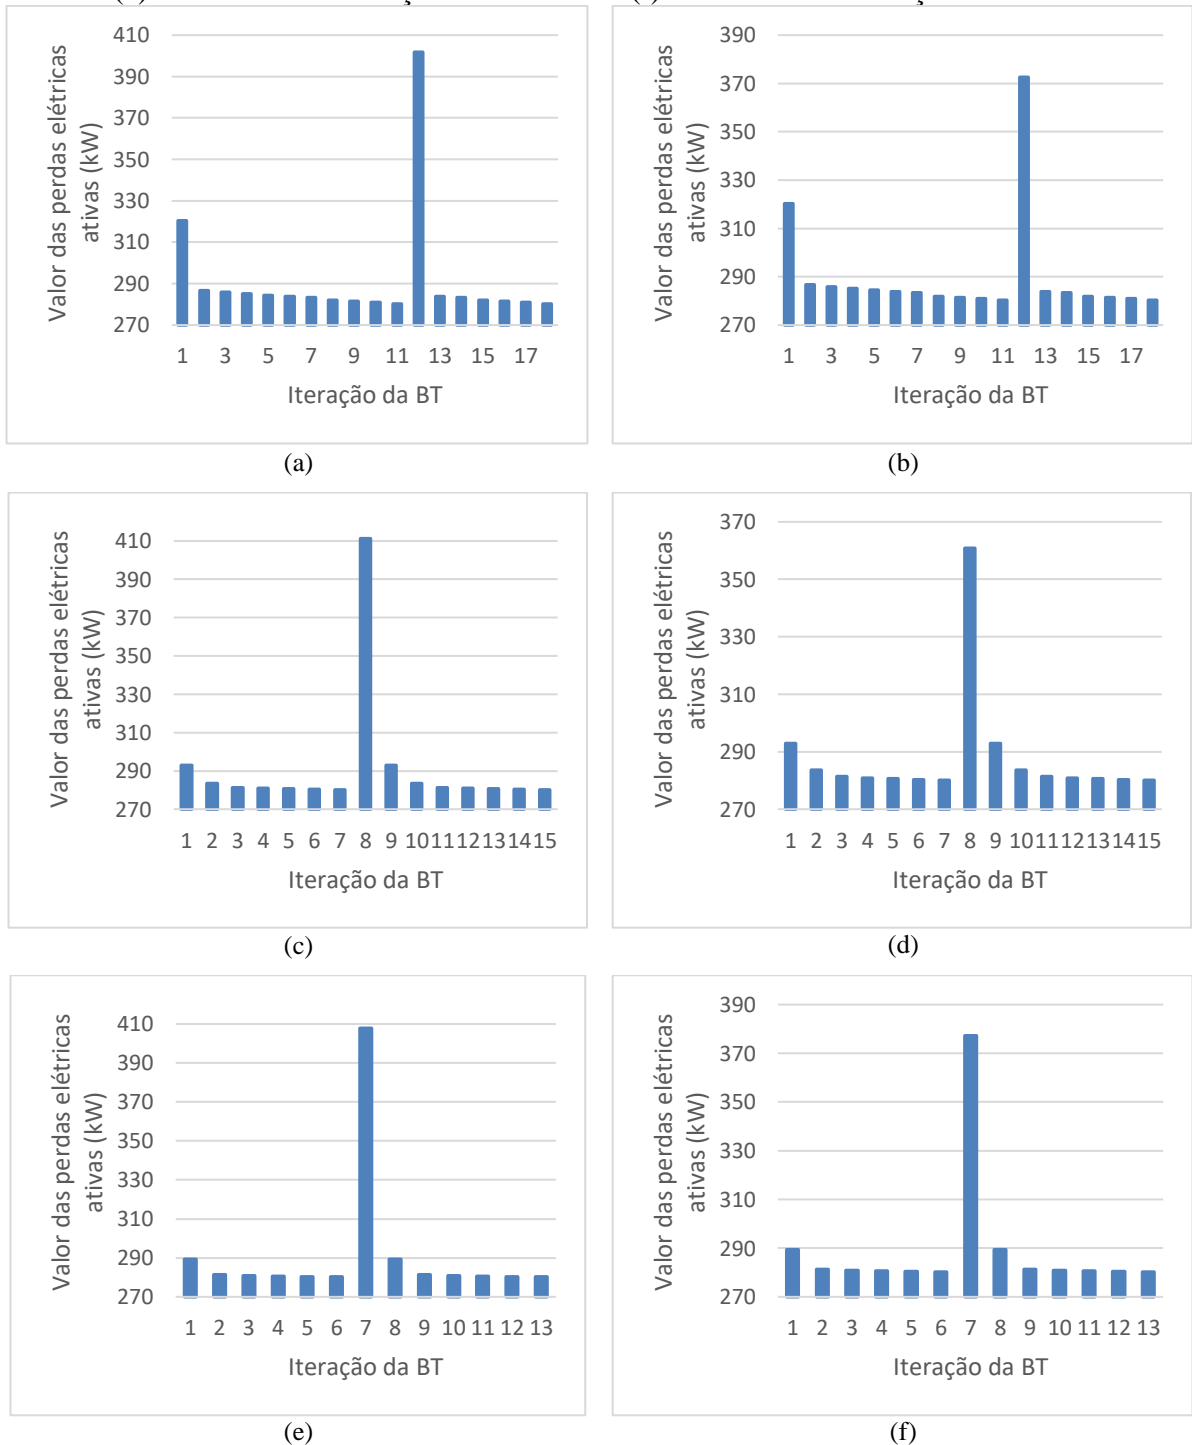 410
390
370
350
330
310
290
270
Valor das perdas elétricas
ativas (kW)
1 3 5 7 9 11 13 15 17
Iteração da BT
(a)
390
370
350
330
310
290
270
Valor das perdas elétricas
ativas (kW)
1 3 5 7 9 11 13 15 17
Iteração da BT
(b)
410
390
370
350
330
310
290
270
Valor das perdas elétricas
ativas (kW)
1 2 3 4 5 6 7 8 9 10 11 12 13 14 15
Iteração da BT
(c)
370
350
330
310
290
270
Valor das perdas elétricas
ativas (kW)
1 2 3 4 5 6 7 8 9 10 11 12 13 14 15
Iteração da BT
(d)
410
390
370
350
330
310
290
270
Valor das perdas elétricas
ativas (kW)
1 2 3 4 5 6 7 8 9 10 11 12 13
Iteração da BT
(e)
390
370
350
330
310
290
270
Valor das perdas elétricas
ativas (kW)
1 2 3 4 5 6 7 8 9 10 11 12 13
Iteração da BT
(f)